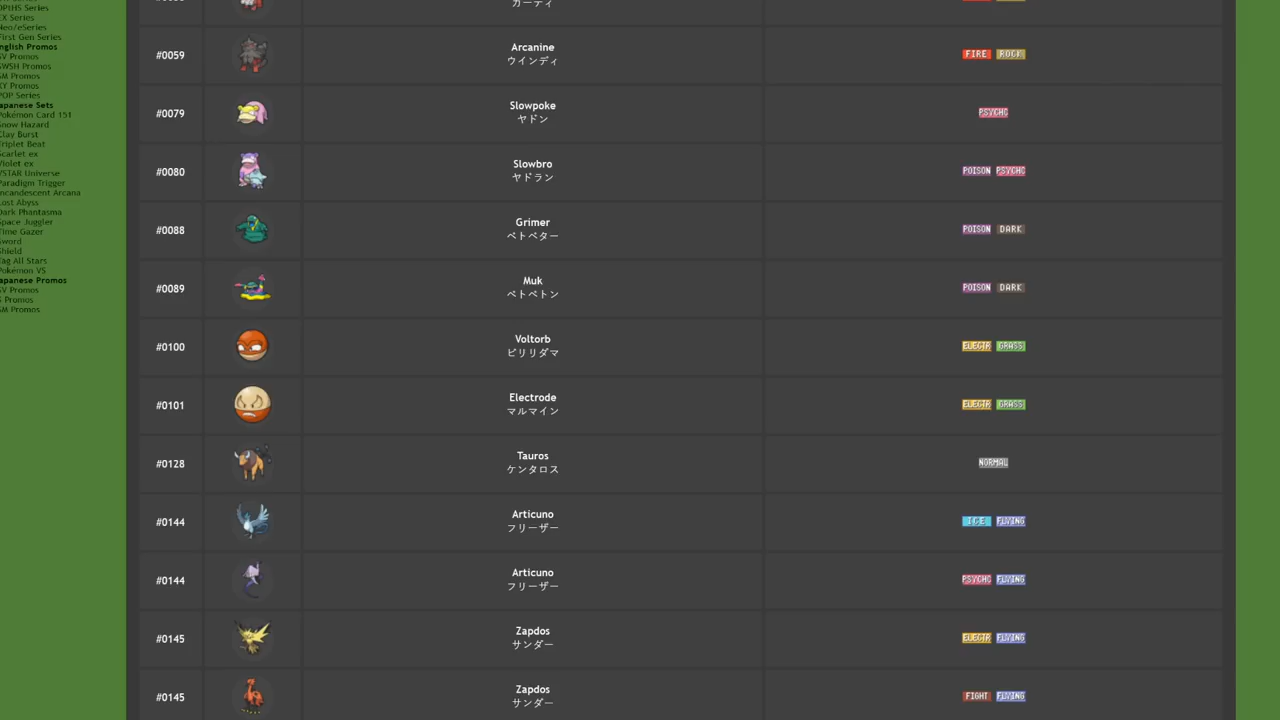 DPtHS Series
EX Series
Neo/eSeries
First Gen Series
nglish Promos
SV Promos
SWSH Promos
SM Promos
XY Promos
POP Series
apanese Sets
Pokémon Card 151
Snow Hazard
Clay Burst
Triplet Beat
Scarlet ex
Violet ex
VSTAR Universe
Paradigm Trigger
ncandescent Arcana
Lost Abyss
Dark Phantasma
Space Juggler
Time Gazer
Sword
Shield
Tag All Stars
Pokémon VS
apanese Promos
SV Promos
S Promos
SM Promos
ガーディ
#0059 Arcanine FIRE ROCK
ウインディ
#0079 Slowpoke PSYCHC
ヤドン
#0080 Slowbro POISON PSYCHC
ヤドラン
#0088 Grimer POISON DARK
ベトベター
#0089 Muk POISON DARK
ベトベトン
#0100 Voltorb ELECTR GRASS
ビリリダマ
#0101 Electrode ELECTR GRASS
マルマイン
#0128 Tauros NORMAL
ケンタロス
#0144 Articuno ICE FLYING
フリーザー
#0144 Articuno PSYCHC FLYING
フリーザー
#0145 Zapdos ELECTR FLYING
サンダー
#0145 Zapdos FIGHT FLYING
サンダー